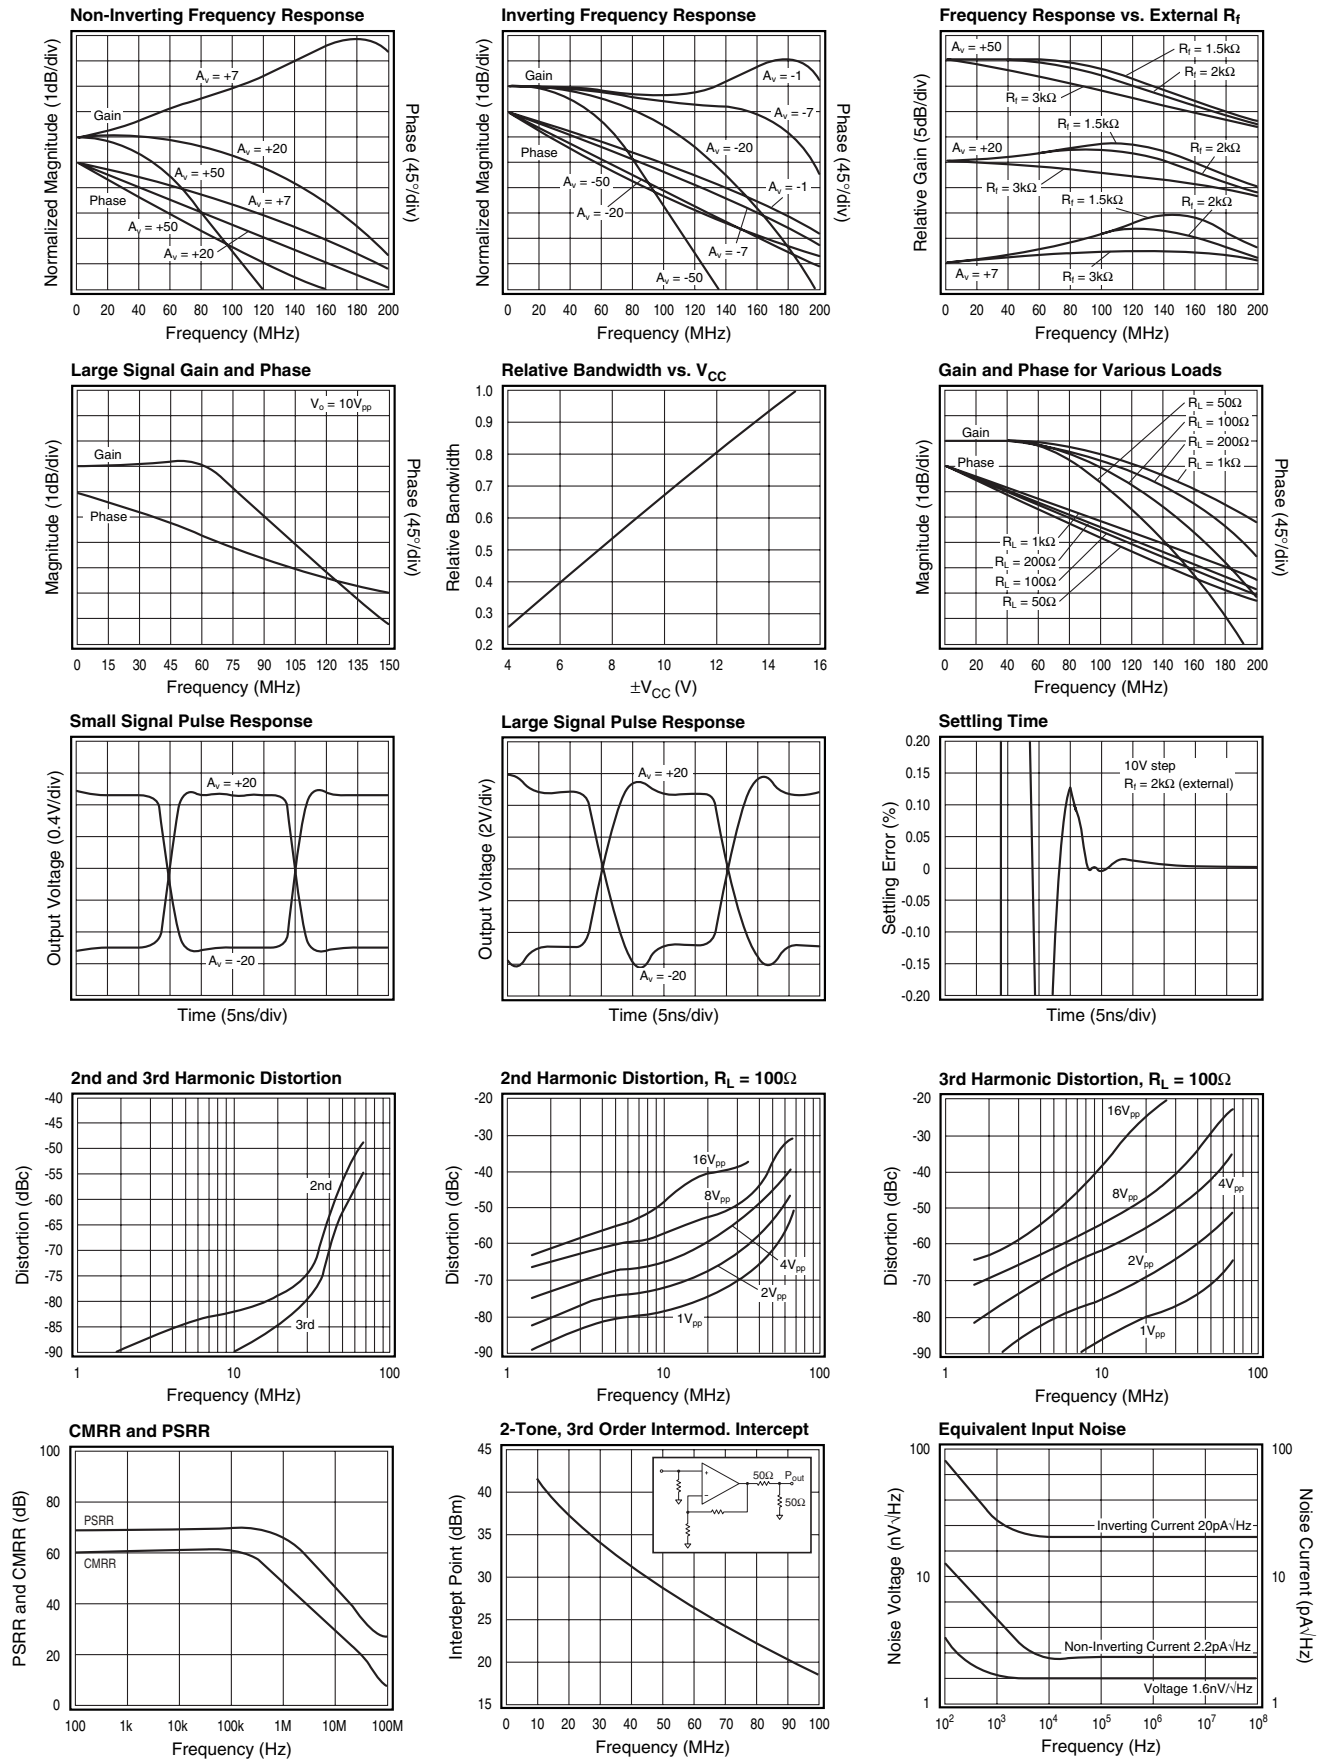 Non-Inverting Frequency Response
Normalized Magnitude (1dB/div)
Phase (45°/div)
Gain
Phase
Av = +7
Av = +20
Av = +50
Av = +7
Av = +50
Av = +20
0 20 40 60 80 100 120 140 160 180 200
Frequency (MHz)
Inverting Frequency Response
Normalized Magnitude (1dB/div)
Phase (45°/div)
Gain
Phase
Av = -1
Av = -7
Av = -20
Av = -50
Av = -1
Av = -20
Av = -7
Av = -50
0 20 40 60 80 100 120 140 160 180 200
Frequency (MHz)
Frequency Response vs. External Rf
Relative Gain (5dB/div)
Av = +50
Rf = 1.5kΩ
Rf = 2kΩ
Rf = 3kΩ
Rf = 1.5kΩ
Av = +20
Rf = 2kΩ
Rf = 3kΩ
Rf = 1.5kΩ
Rf = 2kΩ
Av = +7
Rf = 3kΩ
0 20 40 60 80 100 120 140 160 180 200
Frequency (MHz)
Large Signal Gain and Phase
Vo = 10Vpp
Magnitude (1dB/div)
Phase (45°/div)
Gain
Phase
0 15 30 45 60 75 90 105 120 135 150
Frequency (MHz)
Relative Bandwidth vs. VCC
Relative Bandwidth
1.0
0.9
0.8
0.7
0.6
0.5
0.4
0.3
0.2
4 6 8 10 12 14 16
±VCC (V)
Gain and Phase for Various Loads
Magnitude (1dB/div)
Phase (45°/div)
Gain
Phase
RL = 50Ω
RL = 100Ω
RL = 200Ω
RL = 1kΩ
RL = 1kΩ
RL = 200Ω
RL = 100Ω
RL = 50Ω
0 20 40 60 80 100 120 140 160 180 200
Frequency (MHz)
Small Signal Pulse Response
Output Voltage (0.4V/div)
Av = +20
Av = -20
Time (5ns/div)
Large Signal Pulse Response
Output Voltage (2V/div)
Av = +20
Av = -20
Time (5ns/div)
Settling Time
Settling Error (%)
10V step
Rf = 2kΩ (external)
0.20
0.15
0.10
0.05
0
-0.05
-0.10
-0.15
-0.20
Time (5ns/div)
2nd and 3rd Harmonic Distortion
Distortion (dBc)
-40
-45
-50
-55
-60
-65
-70
-75
-80
-85
-90
2nd
3rd
1 10 100
Frequency (MHz)
2nd Harmonic Distortion, RL = 100Ω
Distortion (dBc)
-20
-30
-40
-50
-60
-70
-80
-90
16Vpp
8Vpp
4Vpp
2Vpp
1Vpp
1 10 100
Frequency (MHz)
3rd Harmonic Distortion, RL = 100Ω
Distortion (dBc)
-20
-30
-40
-50
-60
-70
-80
-90
16Vpp
8Vpp
4Vpp
2Vpp
1Vpp
1 10 100
Frequency (MHz)
CMRR and PSRR
PSRR and CMRR (dB)
100
80
60
40
20
0
PSRR
CMRR
100 1k 10k 100k 1M 10M 100M
Frequency (Hz)
2-Tone, 3rd Order Intermod. Intercept
Interdept Point (dBm)
45
40
35
30
25
20
15
+
−
50Ω
Pout
50Ω
0 10 20 30 40 50 60 70 80 90 100
Frequency (MHz)
Equivalent Input Noise
Noise Voltage (nV√Hz)
Noise Current (pA√Hz)
100
10
1
100
10
1
Inverting Current 20pA√Hz
Non-Inverting Current 2.2pA√Hz
Voltage 1.6nV/√Hz
10² 10³ 10⁴ 10⁵ 10⁶ 10⁷ 10⁸
Frequency (Hz)